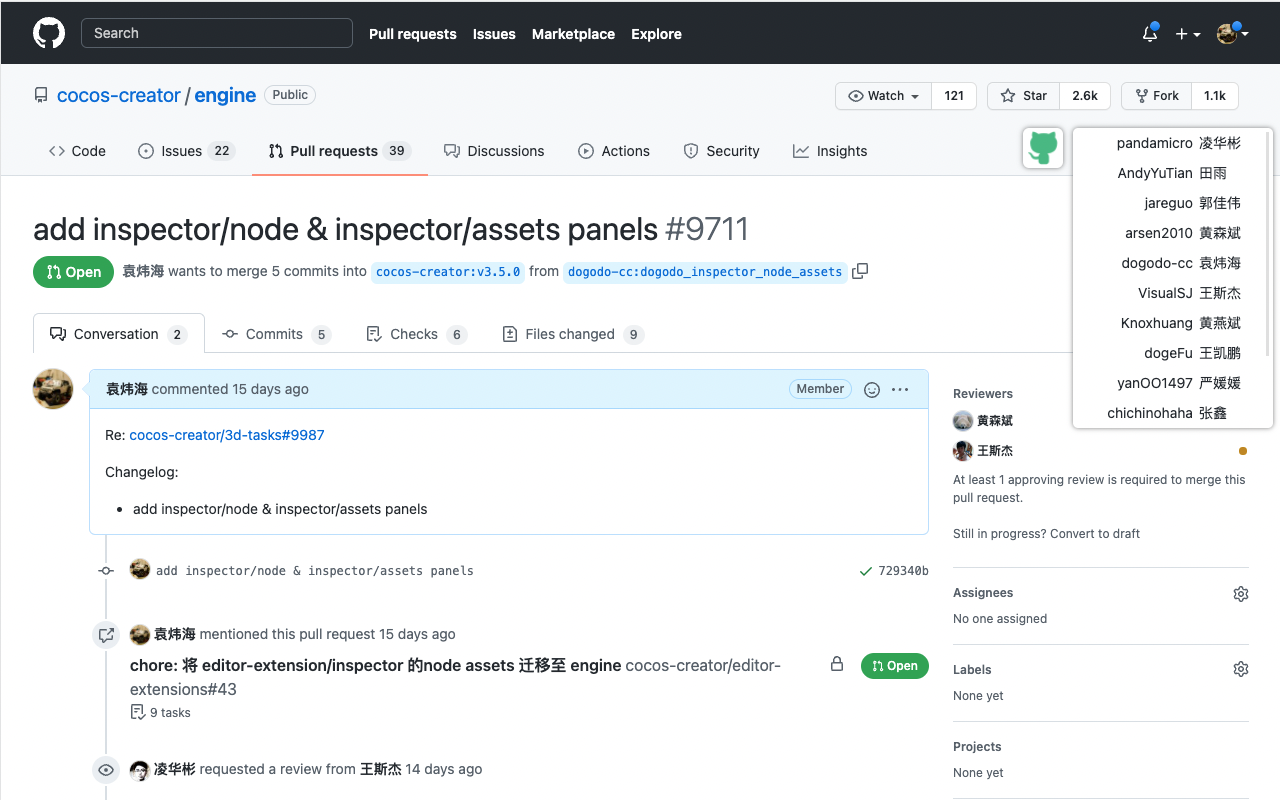 Search Pull requests Issues Marketplace Explore
cocos-creator / engine Public Watch 121 Star 2.6k Fork 1.1k
Code Issues 22 Pull requests 39 Discussions Actions Security Insights
pandamicro 凌华彬
AndyYuTian 田雨
jareguo 郭佳伟
arsen2010 黄森斌
dogodo-cc 袁炜海
VisualSJ 王斯杰
Knoxhuang 黄燕斌
dogeFu 王凯鹏
yanOO1497 严媛媛
chichinohaha 张鑫
add inspector/node & inspector/assets panels #9711
Open 袁炜海 wants to merge 5 commits into cocos-creator:v3.5.0 from dogodo-cc:dogodo_inspector_node_assets
Conversation 2 Commits 5 Checks 6 Files changed 9
袁炜海 commented 15 days ago Member
Re: cocos-creator/3d-tasks#9987
Changelog:
• add inspector/node & inspector/assets panels
add inspector/node & inspector/assets panels 729340b
袁炜海 mentioned this pull request 15 days ago
chore: 将 editor-extension/inspector 的node assets 迁移至 engine cocos-creator/editor-
extensions#43
Open
9 tasks
凌华彬 requested a review from 王斯杰 14 days ago
Reviewers
黄森斌
王斯杰
At least 1 approving review is required to merge this
pull request.
Still in progress? Convert to draft
Assignees
No one assigned
Labels
None yet
Projects
None yet